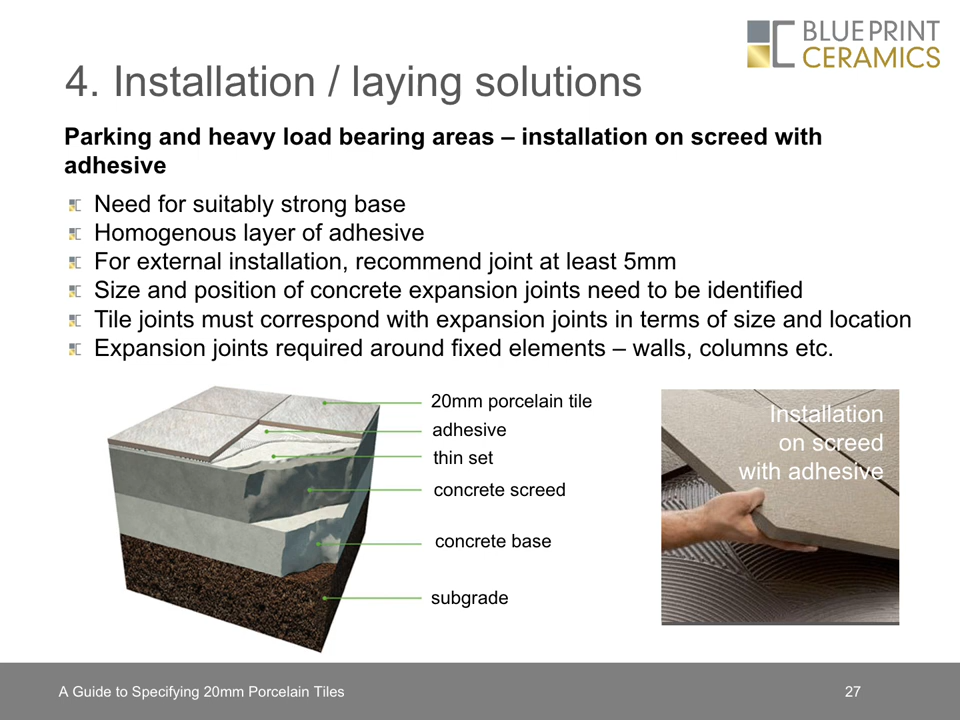 BLUEPRINT
CERAMICS
4. Installation / laying solutions
Parking and heavy load bearing areas – installation on screed with
adhesive
Need for suitably strong base
Homogenous layer of adhesive
For external installation, recommend joint at least 5mm
Size and position of concrete expansion joints need to be identified
Tile joints must correspond with expansion joints in terms of size and location
Expansion joints required around fixed elements – walls, columns etc.
20mm porcelain tile
adhesive
thin set
concrete screed
concrete base
subgrade
Installation
on screed
with adhesive
A Guide to Specifying 20mm Porcelain Tiles
27